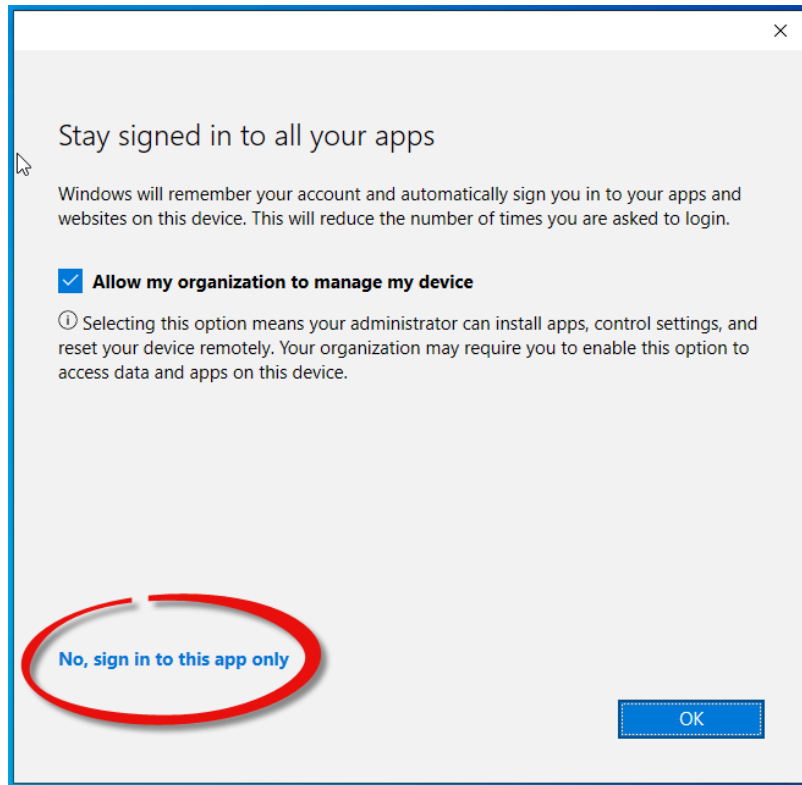 Stay signed in to all your apps
Windows will remember your account and automatically sign you in to your apps and
websites on this device. This will reduce the number of times you are asked to login.
Allow my organization to manage my device
Selecting this option means your administrator can install apps, control settings, and
reset your device remotely. Your organization may require you to enable this option to
access data and apps on this device.
No, sign in to this app only
OK